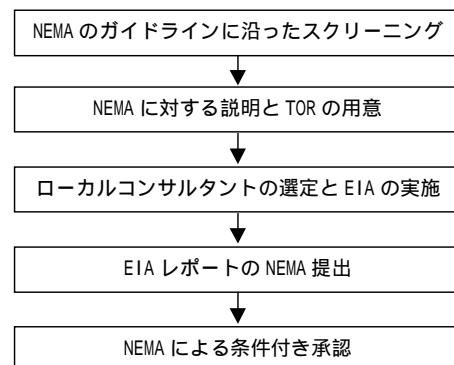 NEMA のガイドラインに沿ったスクリーニング
NEMA に対する説明と TOR の用意
ローカルコンサルタントの選定と EIA の実施
EIA レポートの NEMA 提出
NEMA による条件付き承認